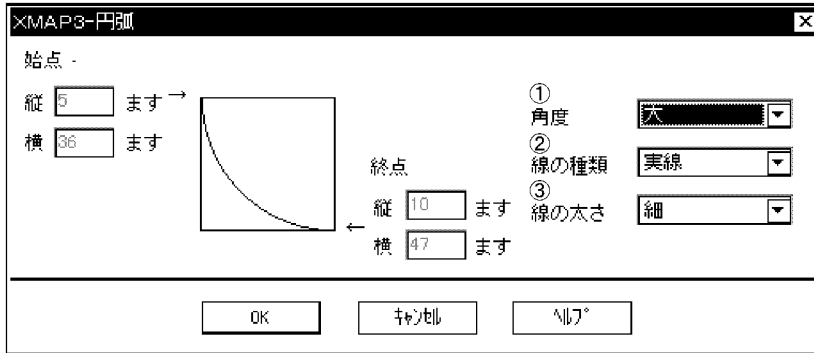 XMAP3-円弧
始点 -
縦 5 ます →
横 36 ます
終点
縦 10 ます
← 横 47 ます
① 角度 大
② 線の種類 実線
③ 線の太さ 細
OK ｷｬﾝｾﾙ ﾍﾙﾌﾟ